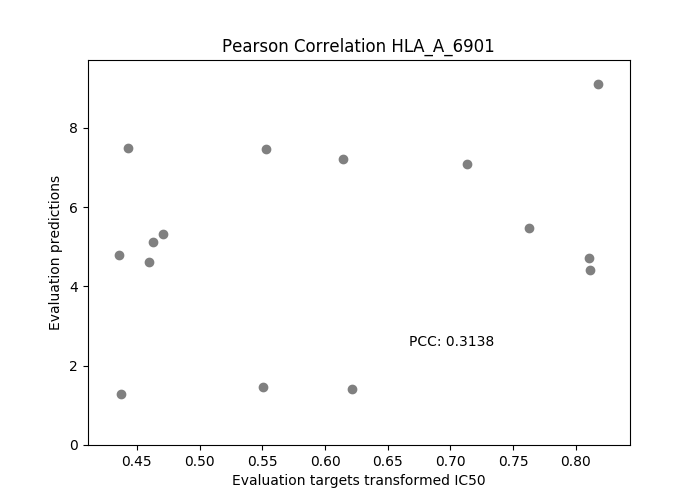 Pearson Correlation HLA_A_6901
Evaluation predictions
8
6
4
2
0
PCC: 0.3138
0.45 0.50 0.55 0.60 0.65 0.70 0.75 0.80
Evaluation targets transformed IC50